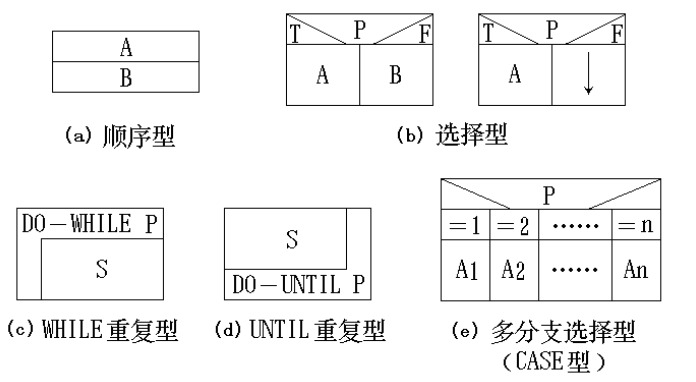 A
B
(a) 顺序型
T P F
A B
T P F
A
(b) 选择型
DO-WHILE P
S
(c) WHILE重复型
S
DO-UNTIL P
(d) UNTIL重复型
P
=1 =2 …… =n
A1 A2 …… An
(e) 多分支选择型
(CASE型)